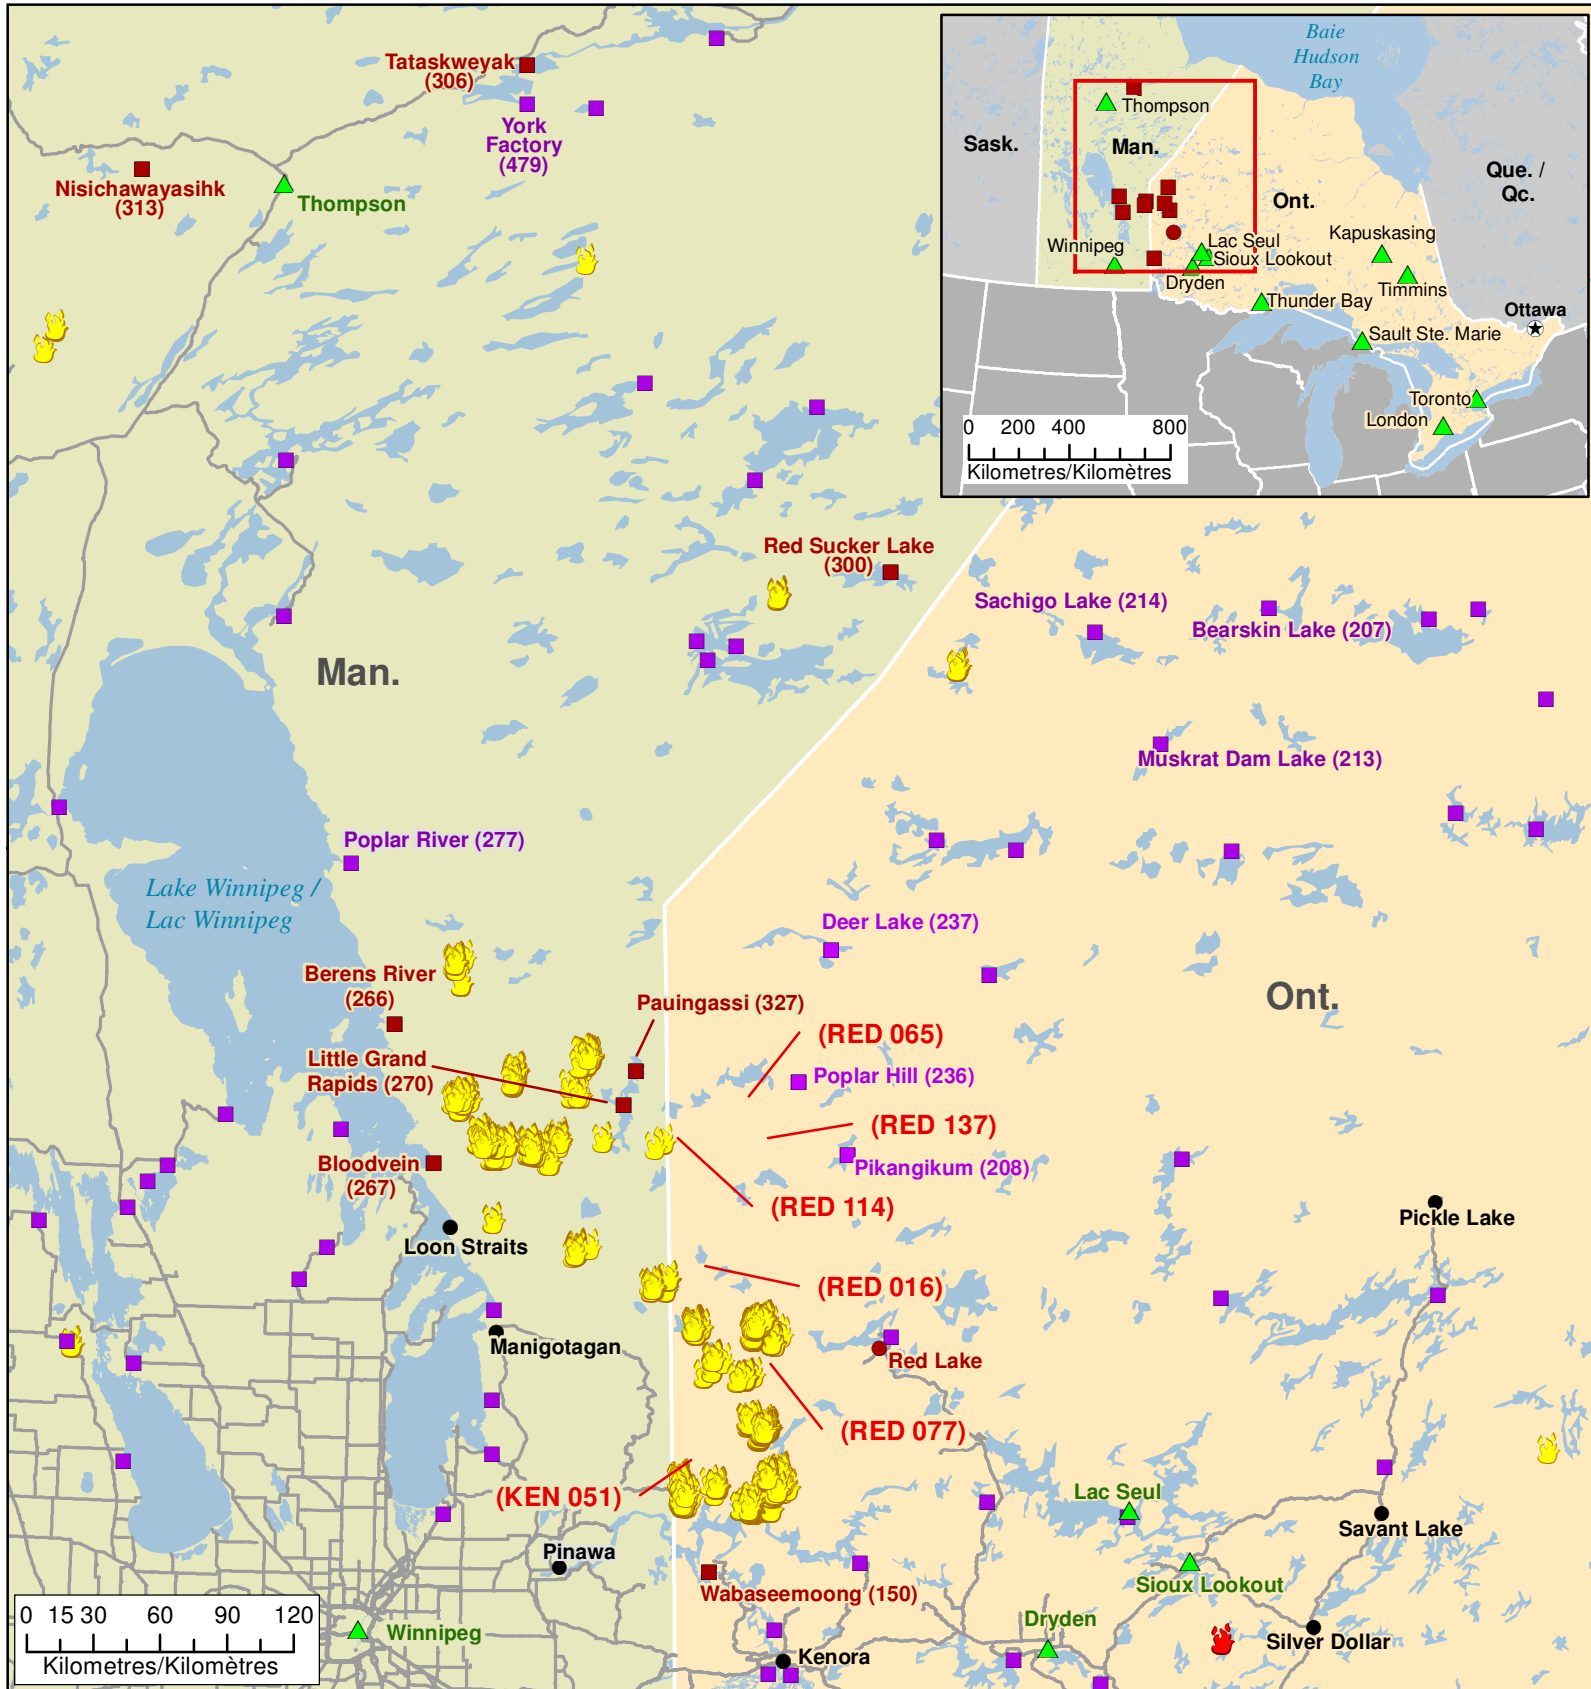 Tataskweyak
(306)
York
Factory
(479)
Nisichawayasihk
(313)
Thompson
Baie
Hudson
Bay
Thompson
Sask.
Man.
Que. /
Qc.
Ont.
Winnipeg
Lac Seul
Sioux Lookout
Dryden
Kapuskasing
Timmins
Thunder Bay
Ottawa
Sault Ste. Marie
Toronto
London
0 200 400 800
Kilometres/Kilomètres
Red Sucker Lake
(300)
Sachigo Lake (214)
Bearskin Lake (207)
Man.
Muskrat Dam Lake (213)
Poplar River (277)
Lake Winnipeg /
Lac Winnipeg
Deer Lake (237)
Berens River
(266)
Ont.
Pauingassi (327)
(RED 065)
Little Grand
Rapids (270)
Poplar Hill (236)
(RED 137)
Bloodvein
(267)
Pikangikum (208)
(RED 114)
Pickle Lake
Loon Straits
(RED 016)
Manigotagan
Red Lake
(RED 077)
(KEN 051)
Lac Seul
Savant Lake
Pinawa
Sioux Lookout
Wabaseemoong (150)
0 15 30 60 90 120
Kilometres/Kilomètres
Winnipeg
Dryden
Silver Dollar
Kenora